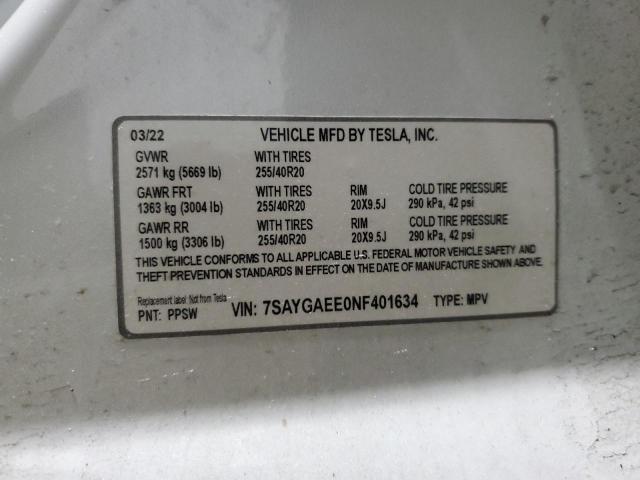 03/22 VEHICLE MFD BY TESLA, INC.
GVWR WITH TIRES
2571 kg (5669 lb) 255/40R20
GAWR FRT WITH TIRES RIM COLD TIRE PRESSURE
1363 kg (3004 lb) 255/40R20 20X9.5J 290 kPa, 42 psi
GAWR RR WITH TIRES RIM COLD TIRE PRESSURE
1500 kg (3306 lb) 255/40R20 20X9.5J 290 kPa, 42 psi
THIS VEHICLE CONFORMS TO ALL APPLICABLE U.S. FEDERAL MOTOR VEHICLE SAFETY AND
THEFT PREVENTION STANDARDS IN EFFECT ON THE DATE OF MANUFACTURE SHOWN ABOVE.
Replacement label Not from Tesla
PNT: PPSW VIN: 7SAYGAEE0NF401634 TYPE: MPV